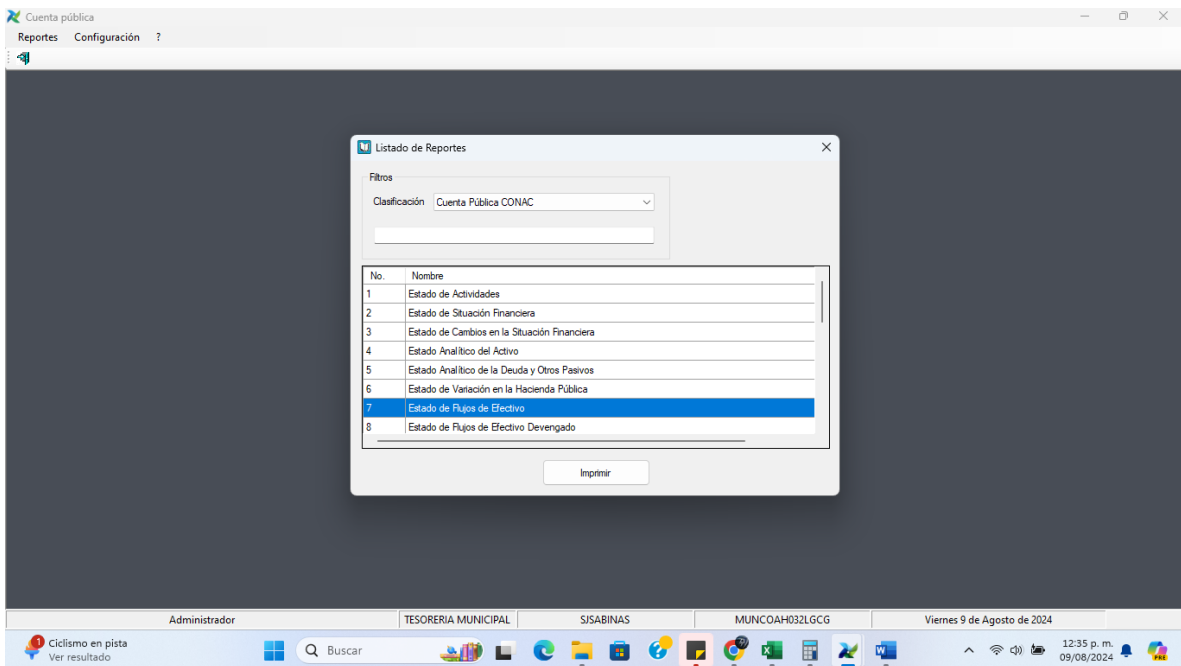 Cuenta pública
Reportes Configuración ?
Listado de Reportes
Filtros
Clasificación Cuenta Pública CONAC
No. Nombre
1 Estado de Actividades
2 Estado de Situación Financiera
3 Estado de Cambios en la Situación Financiera
4 Estado Analítico del Activo
5 Estado Analítico de la Deuda y Otros Pasivos
6 Estado de Variación en la Hacienda Pública
7 Estado de Flujos de Efectivo
8 Estado de Flujos de Efectivo Devengado
Imprimir
Administrador TESORERIA MUNICIPAL SJSABINAS MUNCOAH032LGCG Viernes 9 de Agosto de 2024
1 Ciclismo en pista
Ver resultado
Buscar
12:35 p. m.
09/08/2024
PRE